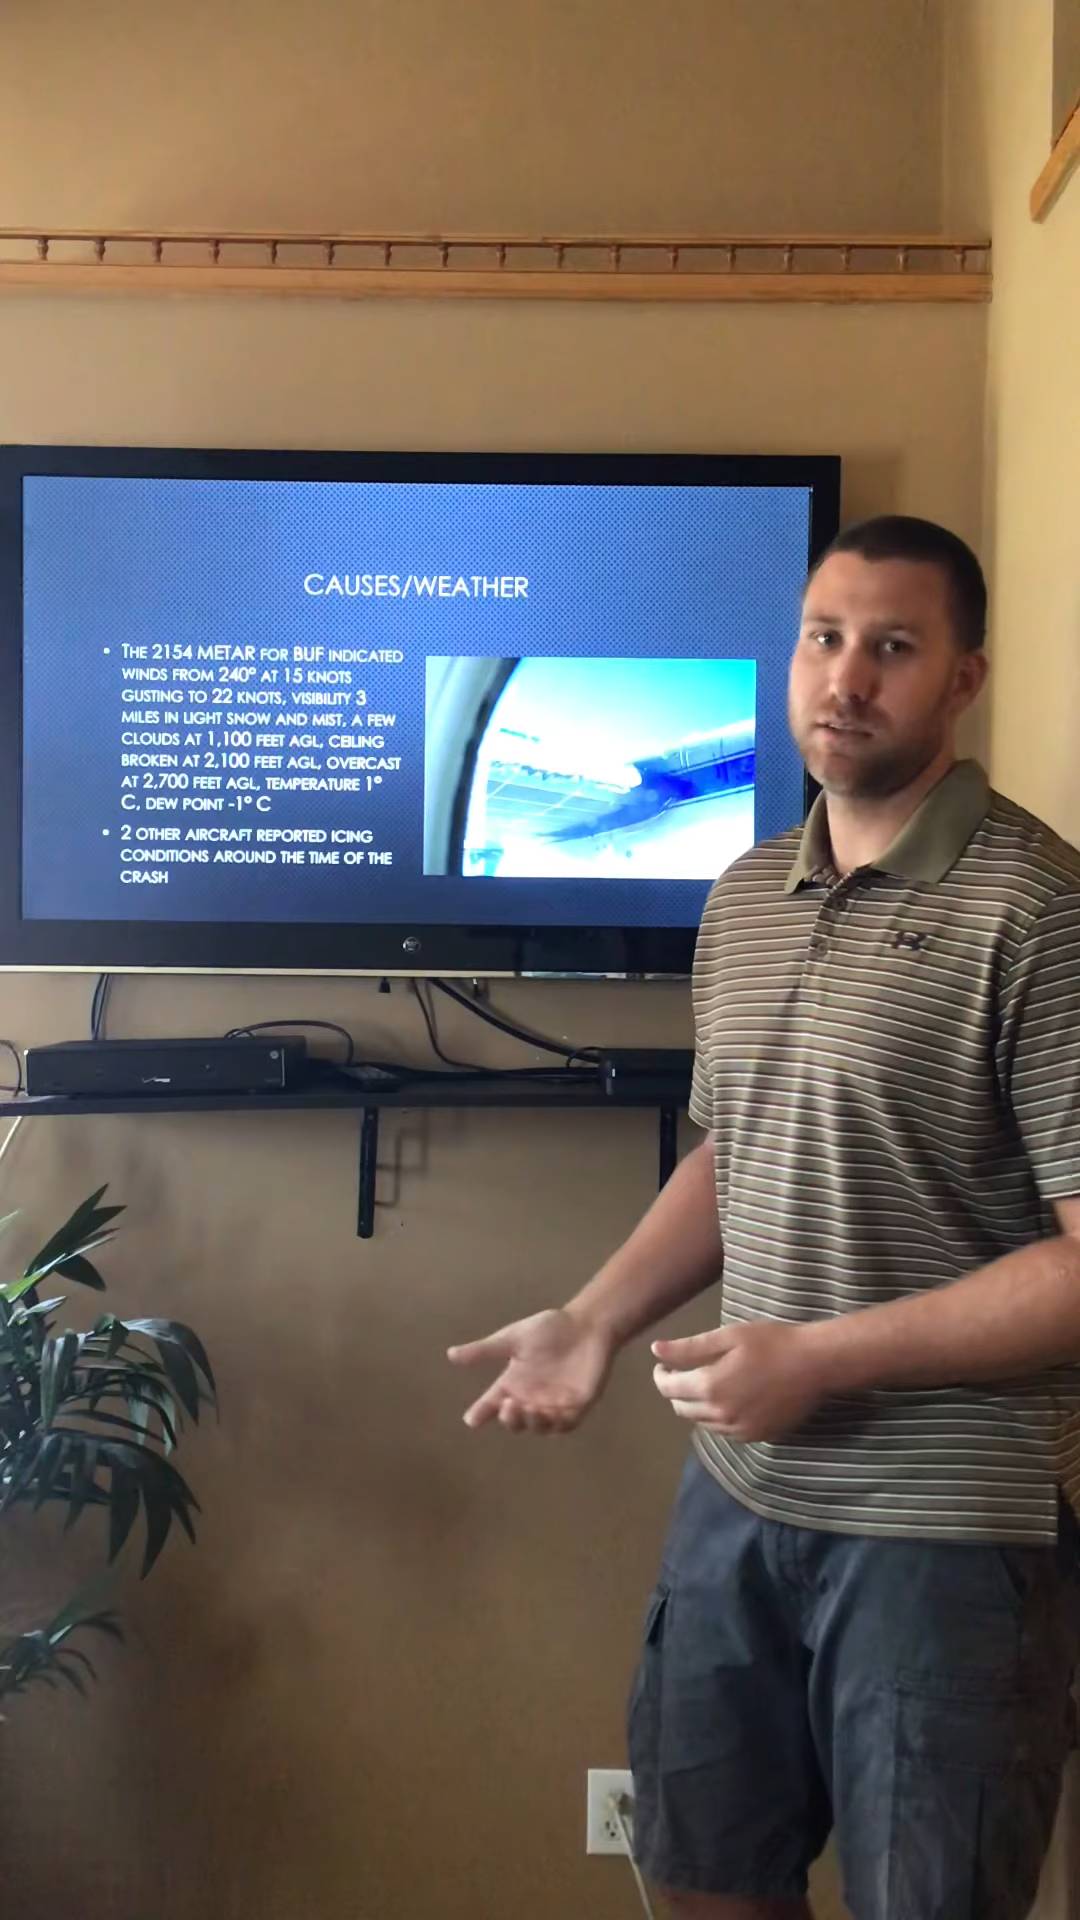 CAUSES/WEATHER
• THE 2154 METAR FOR BUF INDICATED
WINDS FROM 240° AT 15 KNOTS
GUSTING TO 22 KNOTS, VISIBILITY 3
MILES IN LIGHT SNOW AND MIST, A FEW
CLOUDS AT 1,100 FEET AGL, CEILING
BROKEN AT 2,100 FEET AGL, OVERCAST
AT 2,700 FEET AGL, TEMPERATURE 1°
C, DEW POINT -1° C
• 2 OTHER AIRCRAFT REPORTED ICING
CONDITIONS AROUND THE TIME OF THE
CRASH